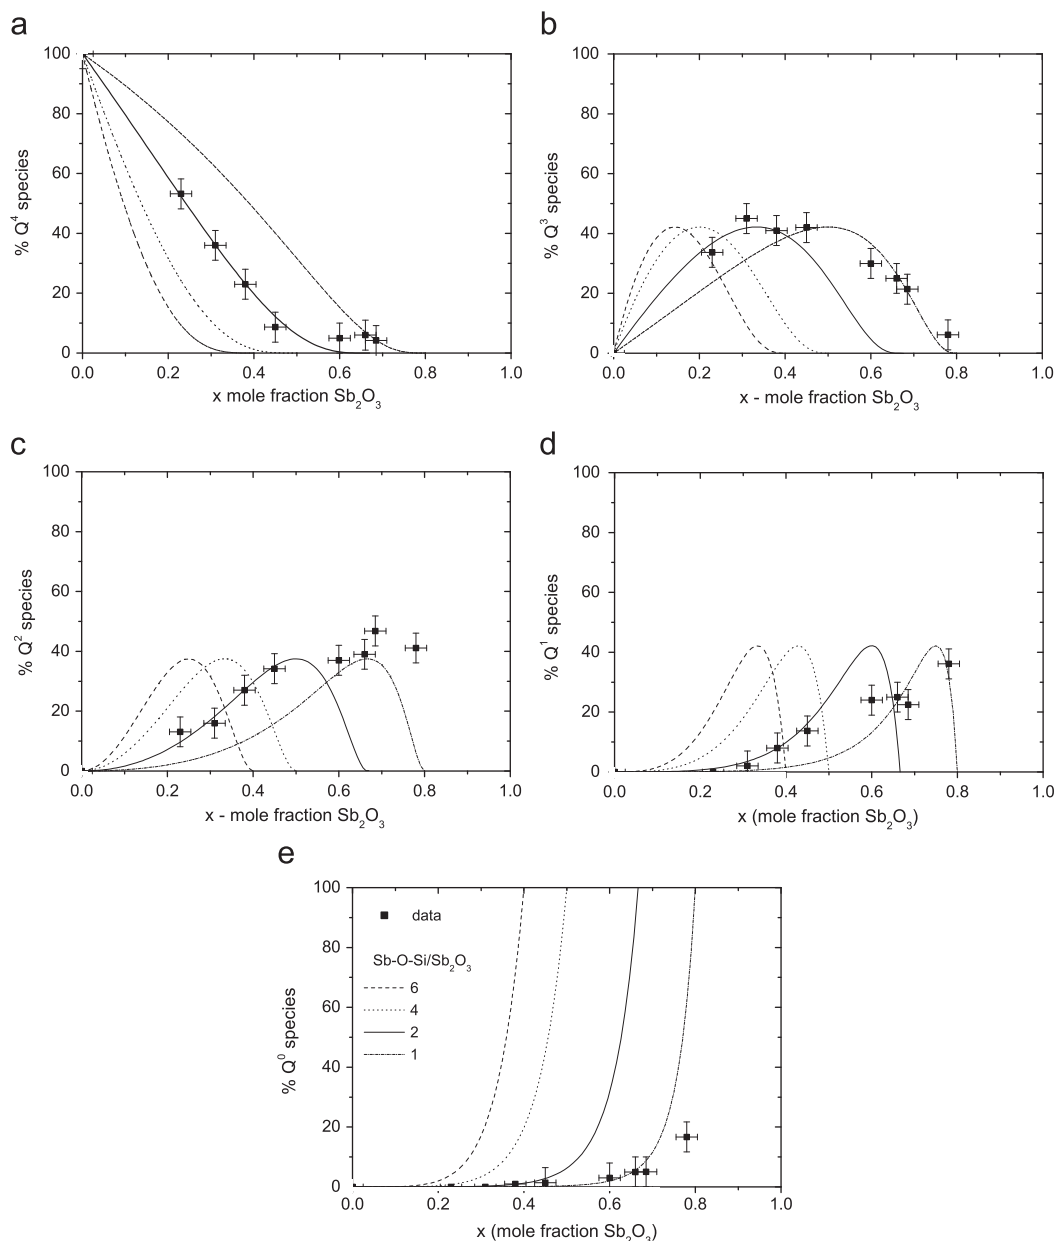 a
100
80
60
40
20
0
% Q⁴ species
0.0 0.2 0.4 0.6 0.8 1.0
x mole fraction Sb₂O₃
b
100
80
60
40
20
0
% Q³ species
0.0 0.2 0.4 0.6 0.8 1.0
x - mole fraction Sb₂O₃
c
100
80
60
40
20
0
% Q² species
0.0 0.2 0.4 0.6 0.8 1.0
x - mole fraction Sb₂O₃
d
100
80
60
40
20
0
% Q¹ species
0.0 0.2 0.4 0.6 0.8 1.0
x (mole fraction Sb₂O₃)
e
100
80
60
40
20
0
% Q⁰ species
data
Sb-O-Si/Sb₂O₃
6
4
2
1
0.0 0.2 0.4 0.6 0.8 1.0
x (mole fraction Sb₂O₃)